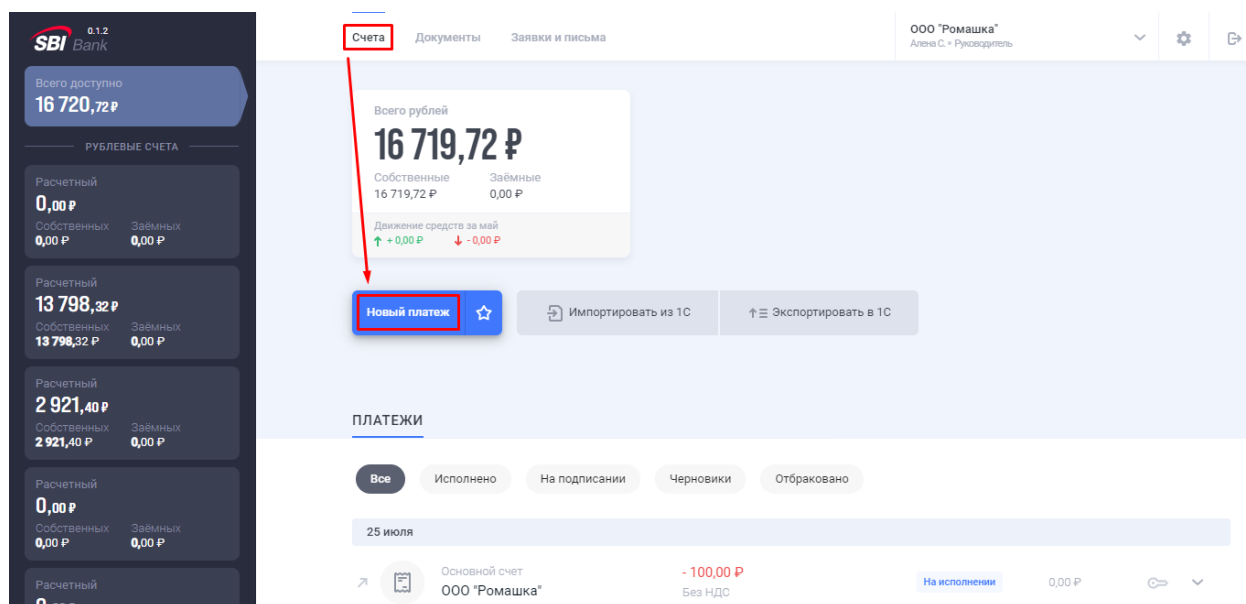 0.1.2
SBI Bank
Всего доступно
16 720,72 ₽
РУБЛЕВЫЕ СЧЕТА
Расчетный
0,00 ₽
Собственных Заёмных
0,00 ₽ 0,00 ₽
Расчетный
13 798,32 ₽
Собственных Заёмных
13 798,32 ₽ 0,00 ₽
Расчетный
2 921,40 ₽
Собственных Заёмных
2 921,40 ₽ 0,00 ₽
Расчетный
0,00 ₽
Собственных Заёмных
0,00 ₽ 0,00 ₽
Расчетный
Счета Документы Заявки и письма
ООО "Ромашка"
Алена С. • Руководитель
Всего рублей
16 719,72 ₽
Собственные Заёмные
16 719,72 ₽ 0,00 ₽
Движение средств за май
+ 0,00 ₽ - 0,00 ₽
Новый платеж Импортировать из 1С Экспортировать в 1С
ПЛАТЕЖИ
Все Исполнено На подписании Черновики Отбраковано
25 июля
Основной счет - 100,00 ₽
ООО "Ромашка" Без НДС На исполнении 0,00 ₽